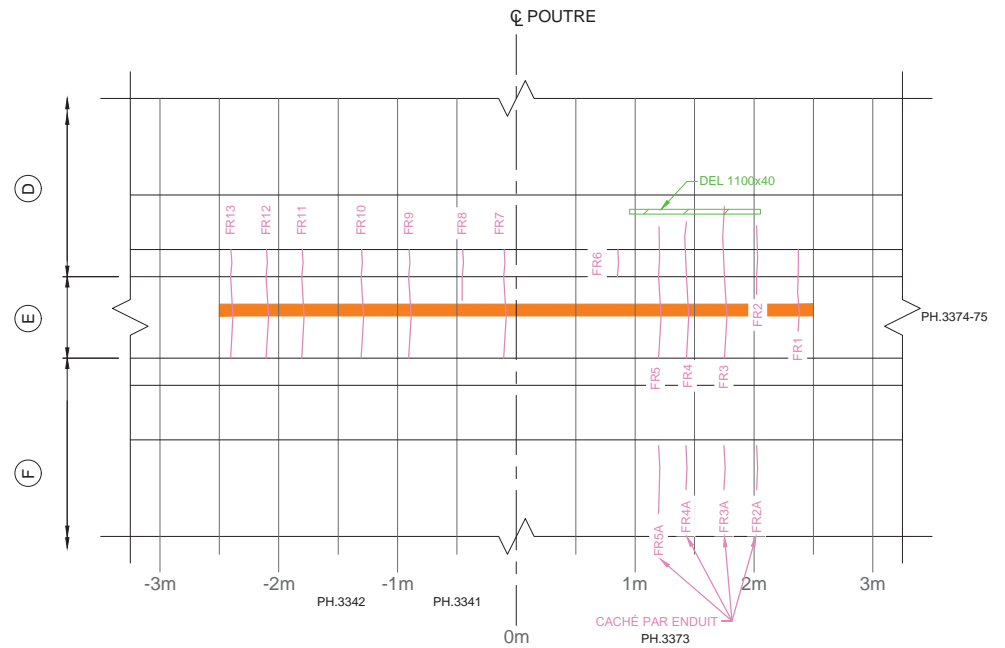 ℄ POUTRE
D
DEL 1100x40
FR13
FR12
FR11
FR10
FR9
FR8
FR7
FR6
E
FR2
PH.3374-75
FR1
FR5
FR4
FR3
F
FR5A
FR4A
FR3A
FR2A
-3m
-2m
-1m
1m
2m
3m
PH.3342
PH.3341
CACHÉ PAR ENDUIT
0m
PH.3373